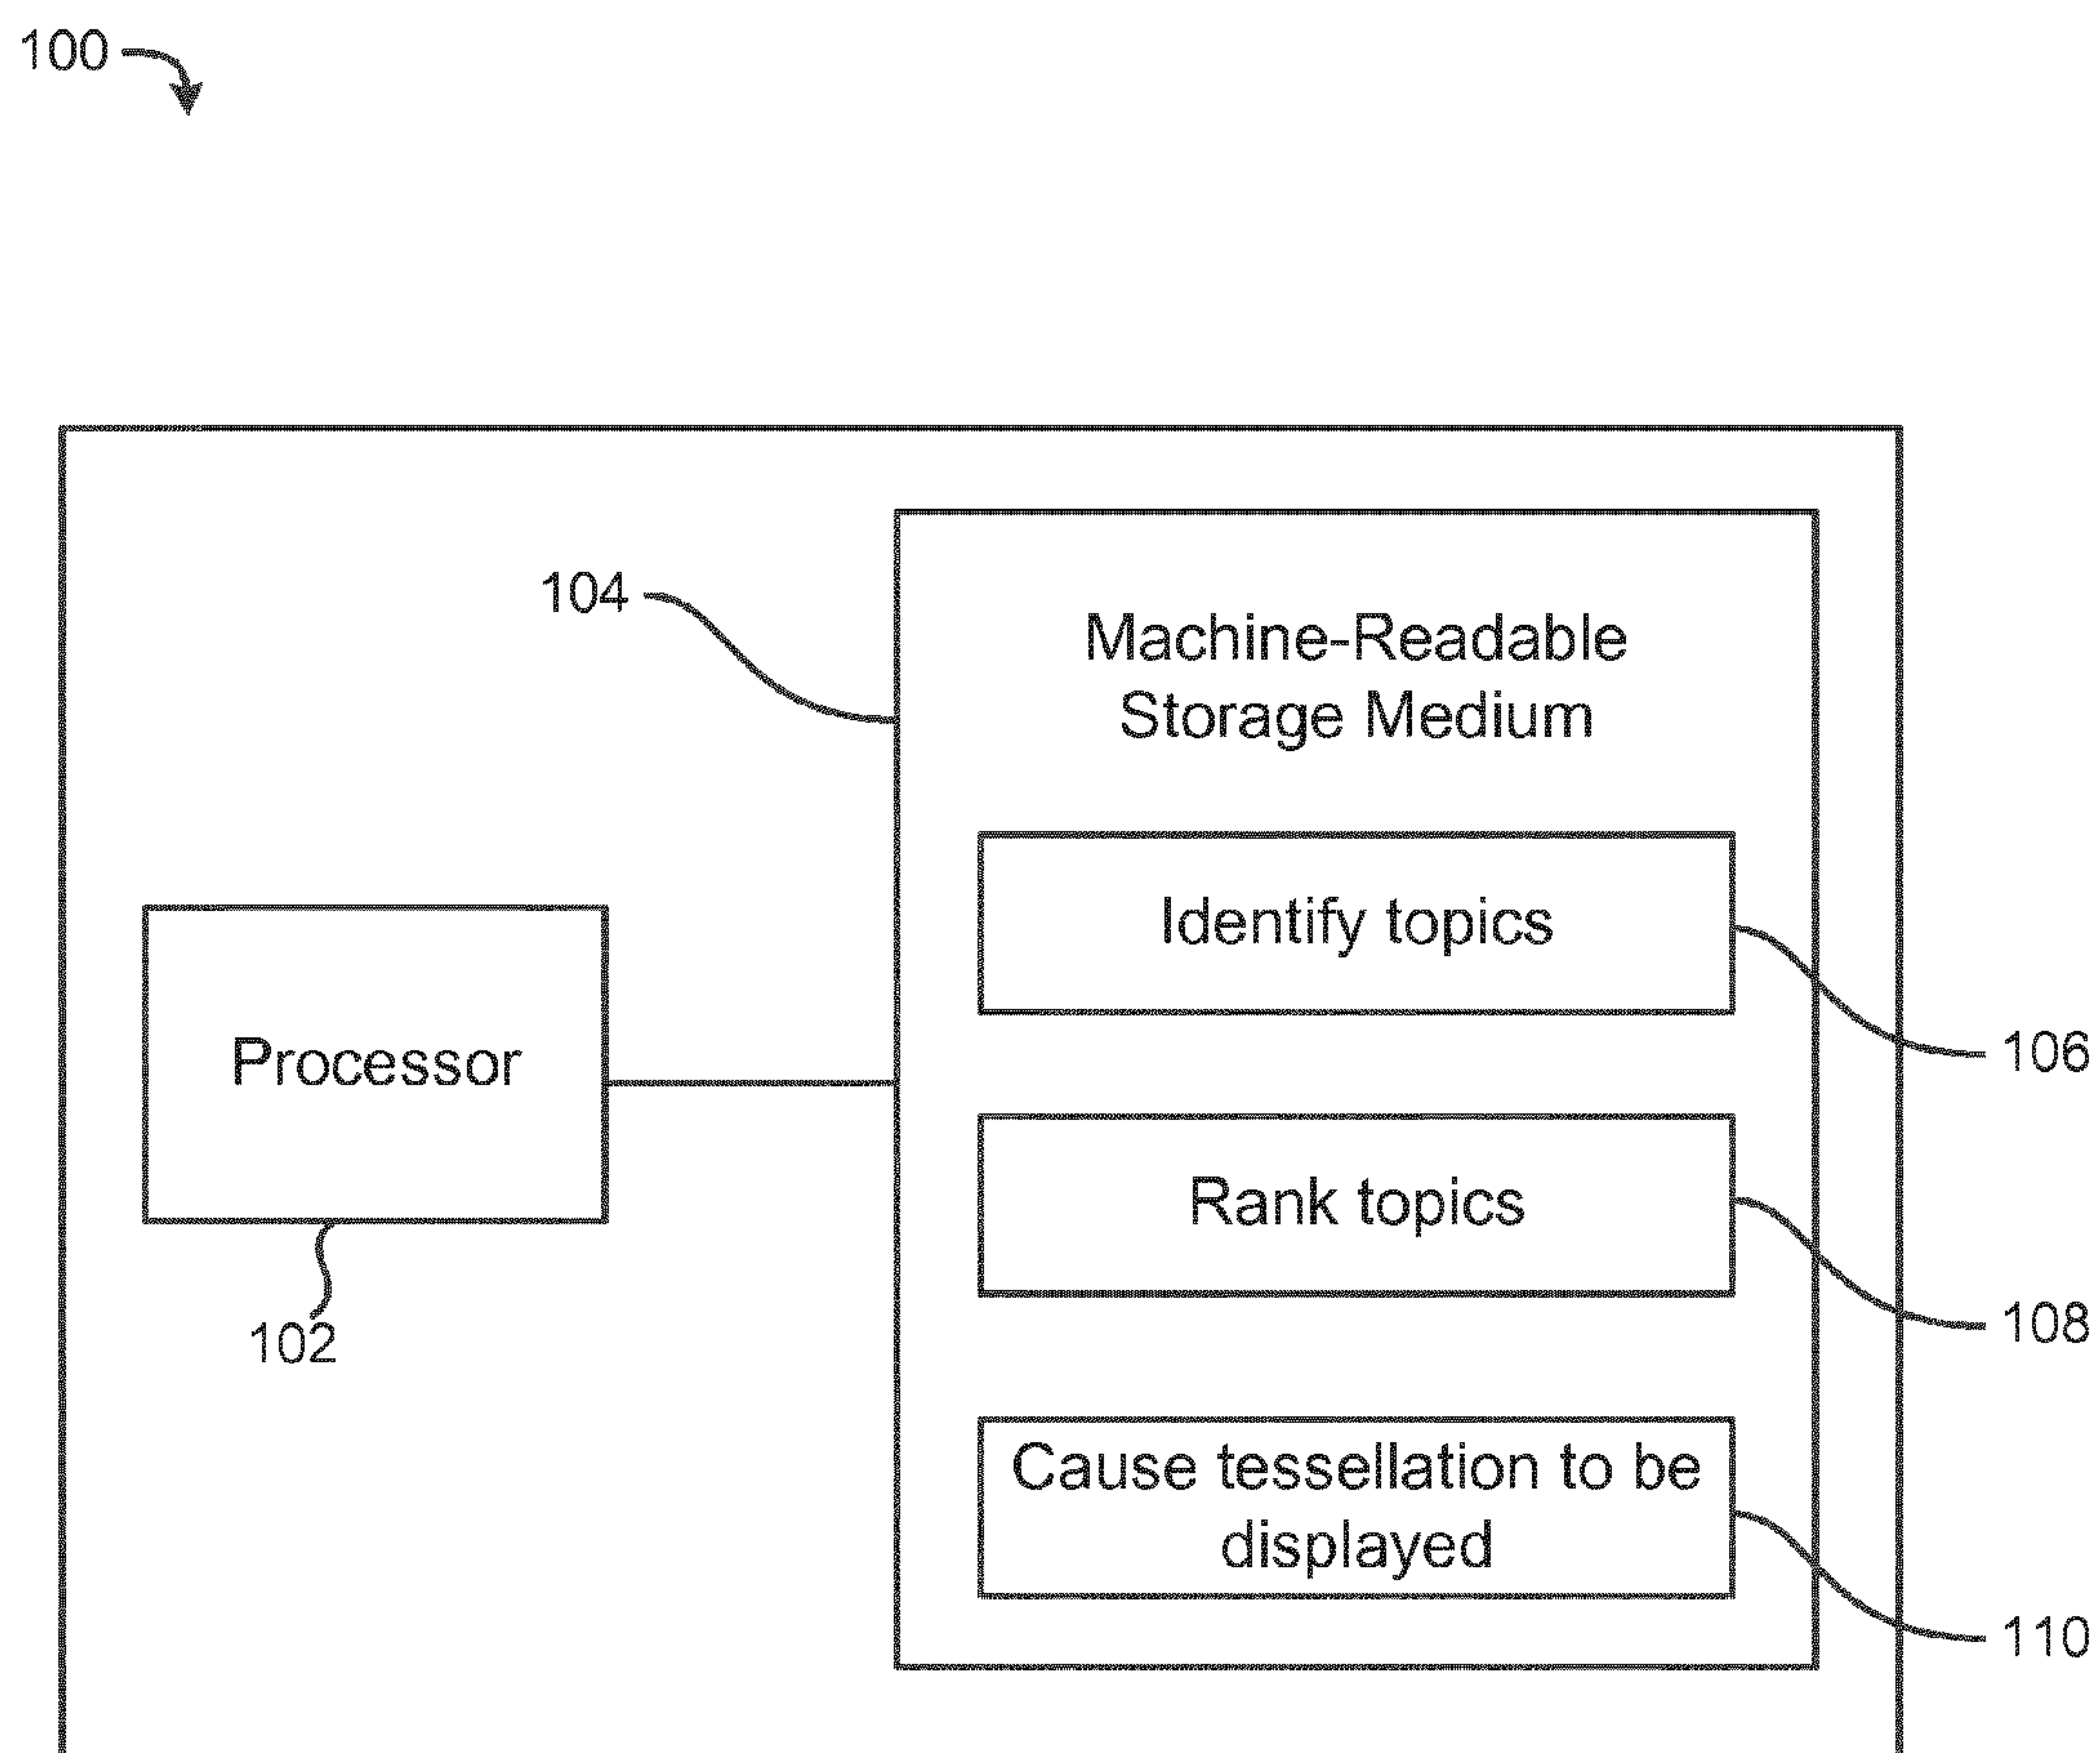 100
104
Machine-Readable
Storage Medium
Identify topics
Processor
106
Rank topics
102
108
Cause tessellation to be
displayed
110